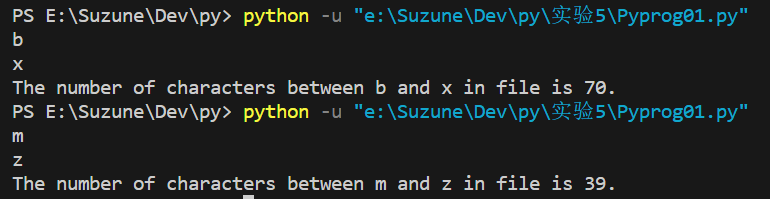 PS E:\Suzune\Dev\py> python -u "e:\Suzune\Dev\py\实验5\Pyprog01.py"
b
x
The number of characters between b and x in file is 70.
PS E:\Suzune\Dev\py> python -u "e:\Suzune\Dev\py\实验5\Pyprog01.py"
m
z
The number of characters between m and z in file is 39.